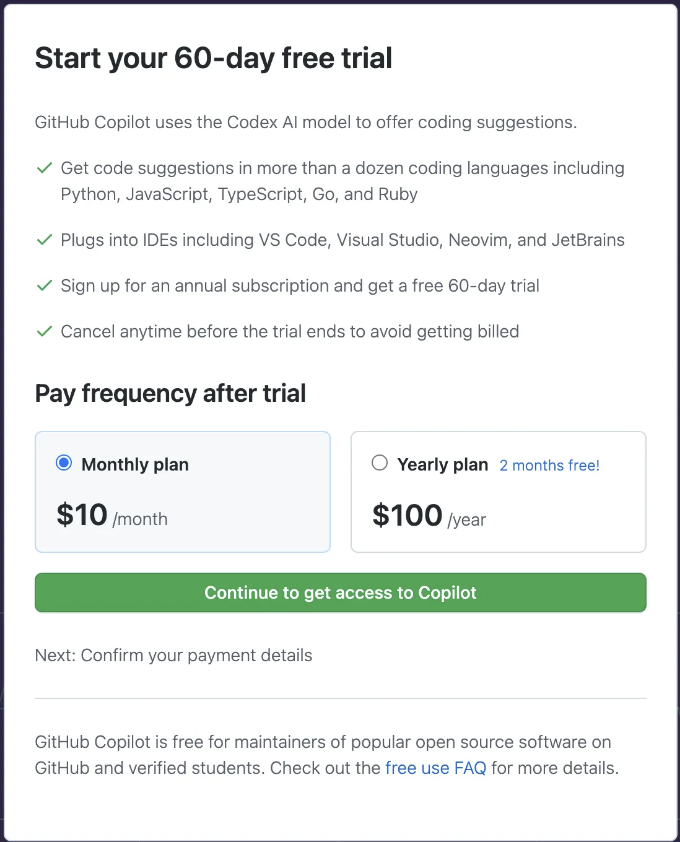 Start your 60-day free trial
GitHub Copilot uses the Codex AI model to offer coding suggestions.
Get code suggestions in more than a dozen coding languages including
Python, JavaScript, TypeScript, Go, and Ruby
Plugs into IDEs including VS Code, Visual Studio, Neovim, and JetBrains
Sign up for an annual subscription and get a free 60-day trial
Cancel anytime before the trial ends to avoid getting billed
Pay frequency after trial
Monthly plan
$10 /month
Yearly plan 2 months free!
$100 /year
Continue to get access to Copilot
Next: Confirm your payment details
GitHub Copilot is free for maintainers of popular open source software on
GitHub and verified students. Check out the free use FAQ for more details.